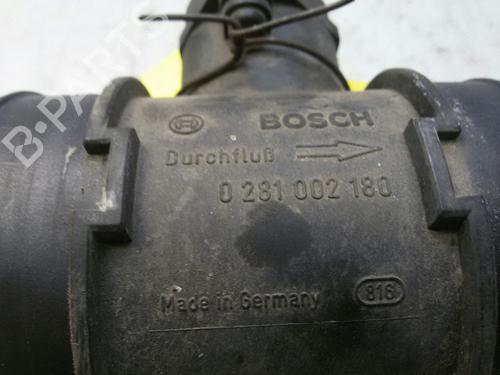 BOSCH
Durchfluß
0 281 002 180
Made in Germany 816
B-PARTS